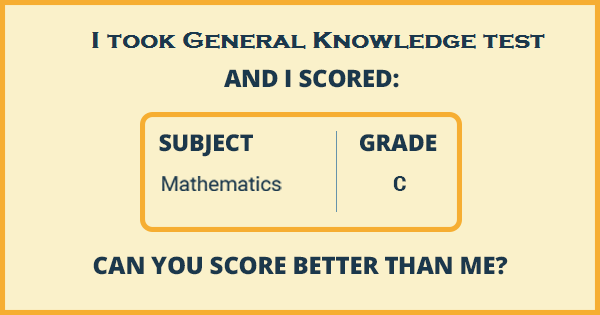 I took General Knowledge test
AND I SCORED:
SUBJECT GRADE
Mathematics C
CAN YOU SCORE BETTER THAN ME?